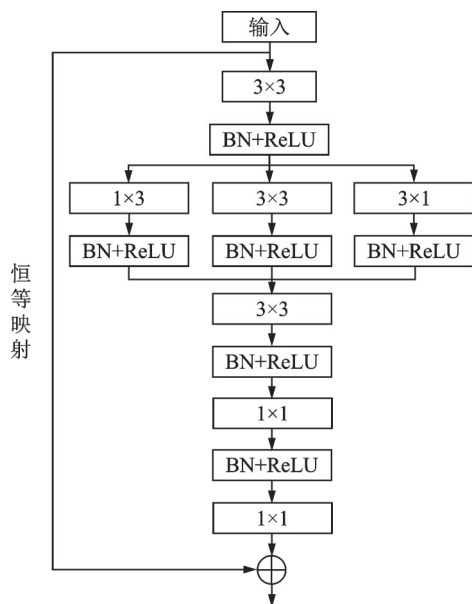 输入
3×3
BN+ReLU
1×3
3×3
3×1
BN+ReLU
BN+ReLU
BN+ReLU
恒等映射
3×3
BN+ReLU
1×1
BN+ReLU
1×1